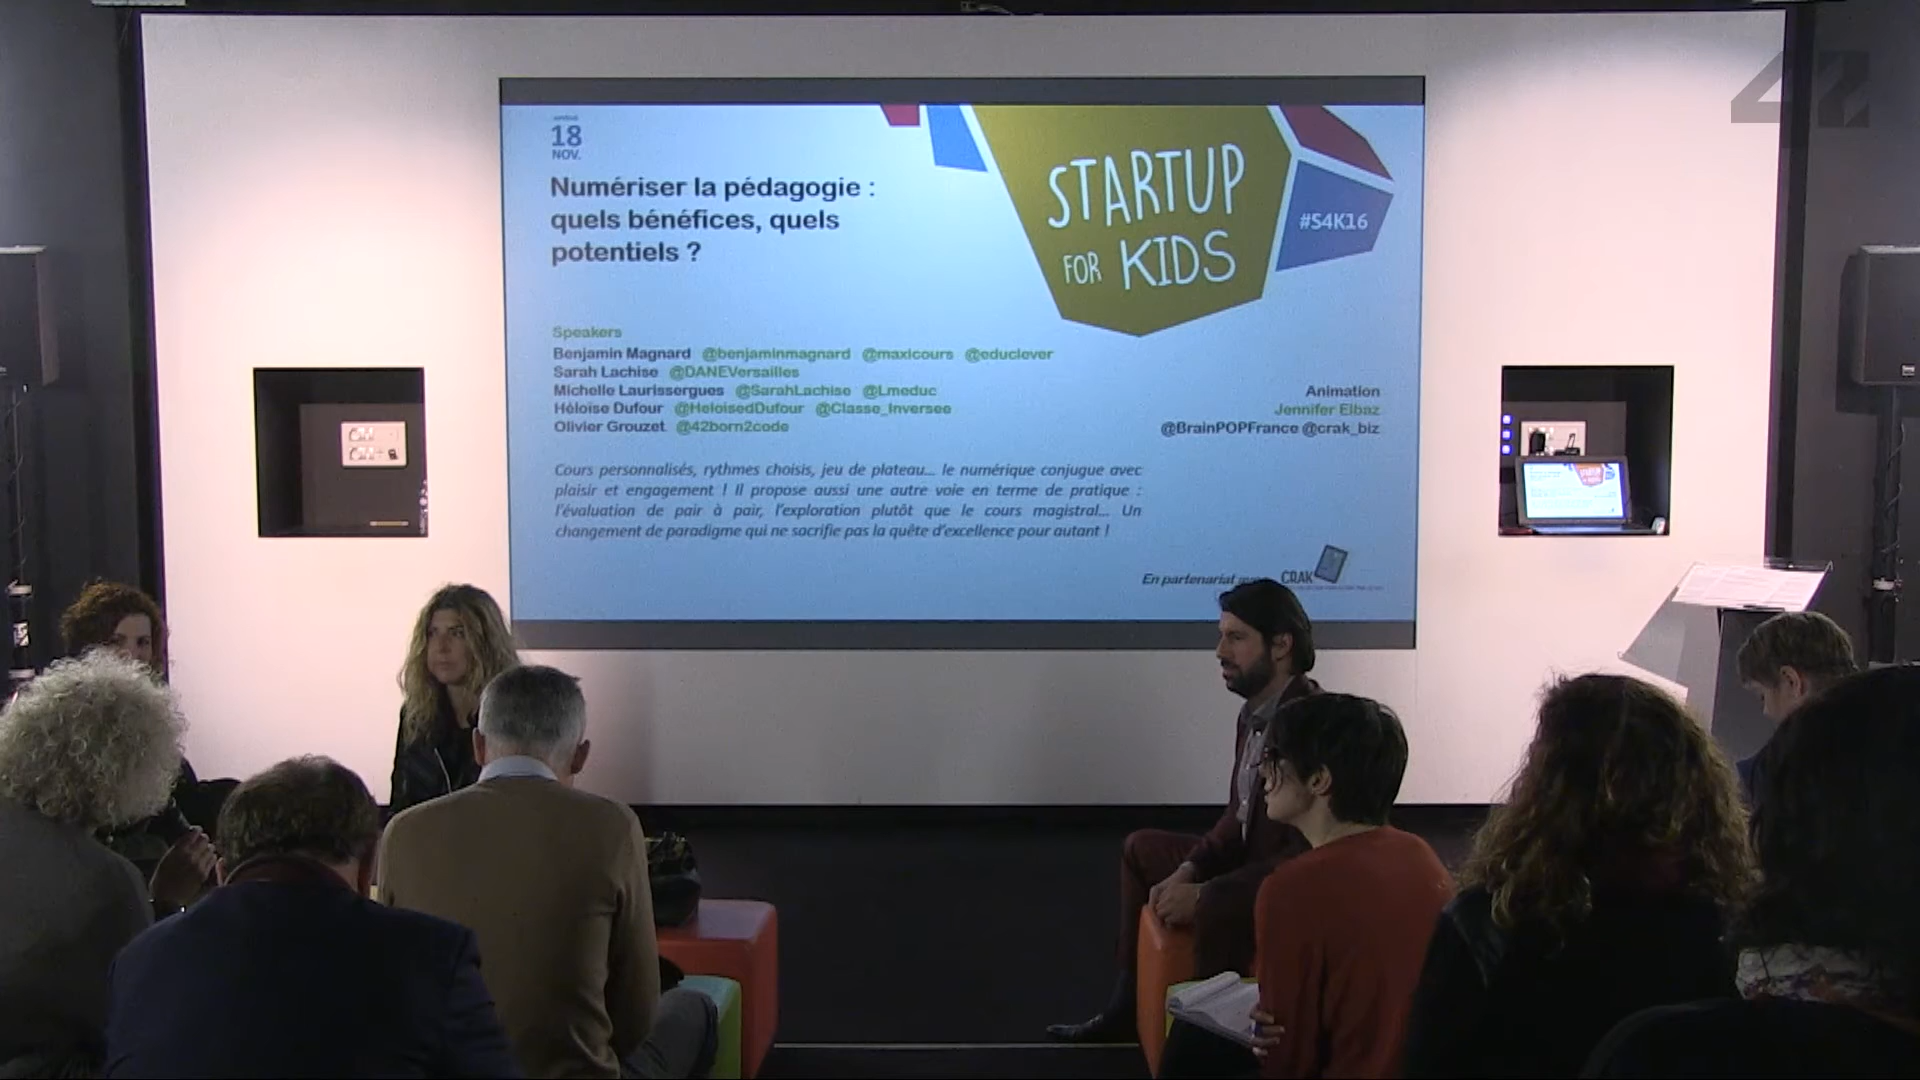 18
NOV.
Numériser la pédagogie :
quels bénéfices, quels
potentiels ?
STARTUP
FOR KIDS
#S4K16
Speakers
Benjamin Magnard @benjaminmagnard @maxicours @educlever
Sarah Lachise @DANEVersailles
Michelle Laurissergues @SarahLachise @Lmeduc
Héloïse Dufour @HeloisedDufour @Classe_Inversee
Olivier Grouzet @42born2code
Animation
Jennifer Elbaz
@BrainPOPFrance @crak_biz
Cours personnalisés, rythmes choisis, jeu de plateau... le numérique conjugue avec
plaisir et engagement ! Il propose aussi une autre voie en terme de pratique :
l'évaluation de pair à pair, l'exploration plutôt que le cours magistral... Un
changement de paradigme qui ne sacrifie pas la quête d'excellence pour autant !
En partenariat
CRAK
42